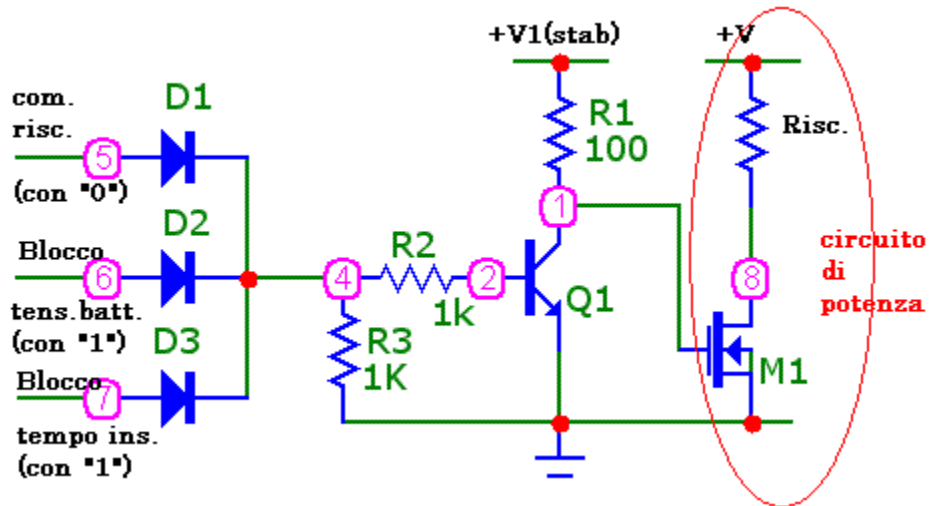 +V1(stab)
+V
com.
risc.
D1
R1
100
Risc.
5
(con "0")
1
Blocco
D2
R2
circuito
di
potenza
6
4
2
8
tens.batt.
1k
Q1
(con "1")
D3
R3
1K
M1
Blocco
7
tempo ins.
(con "1")